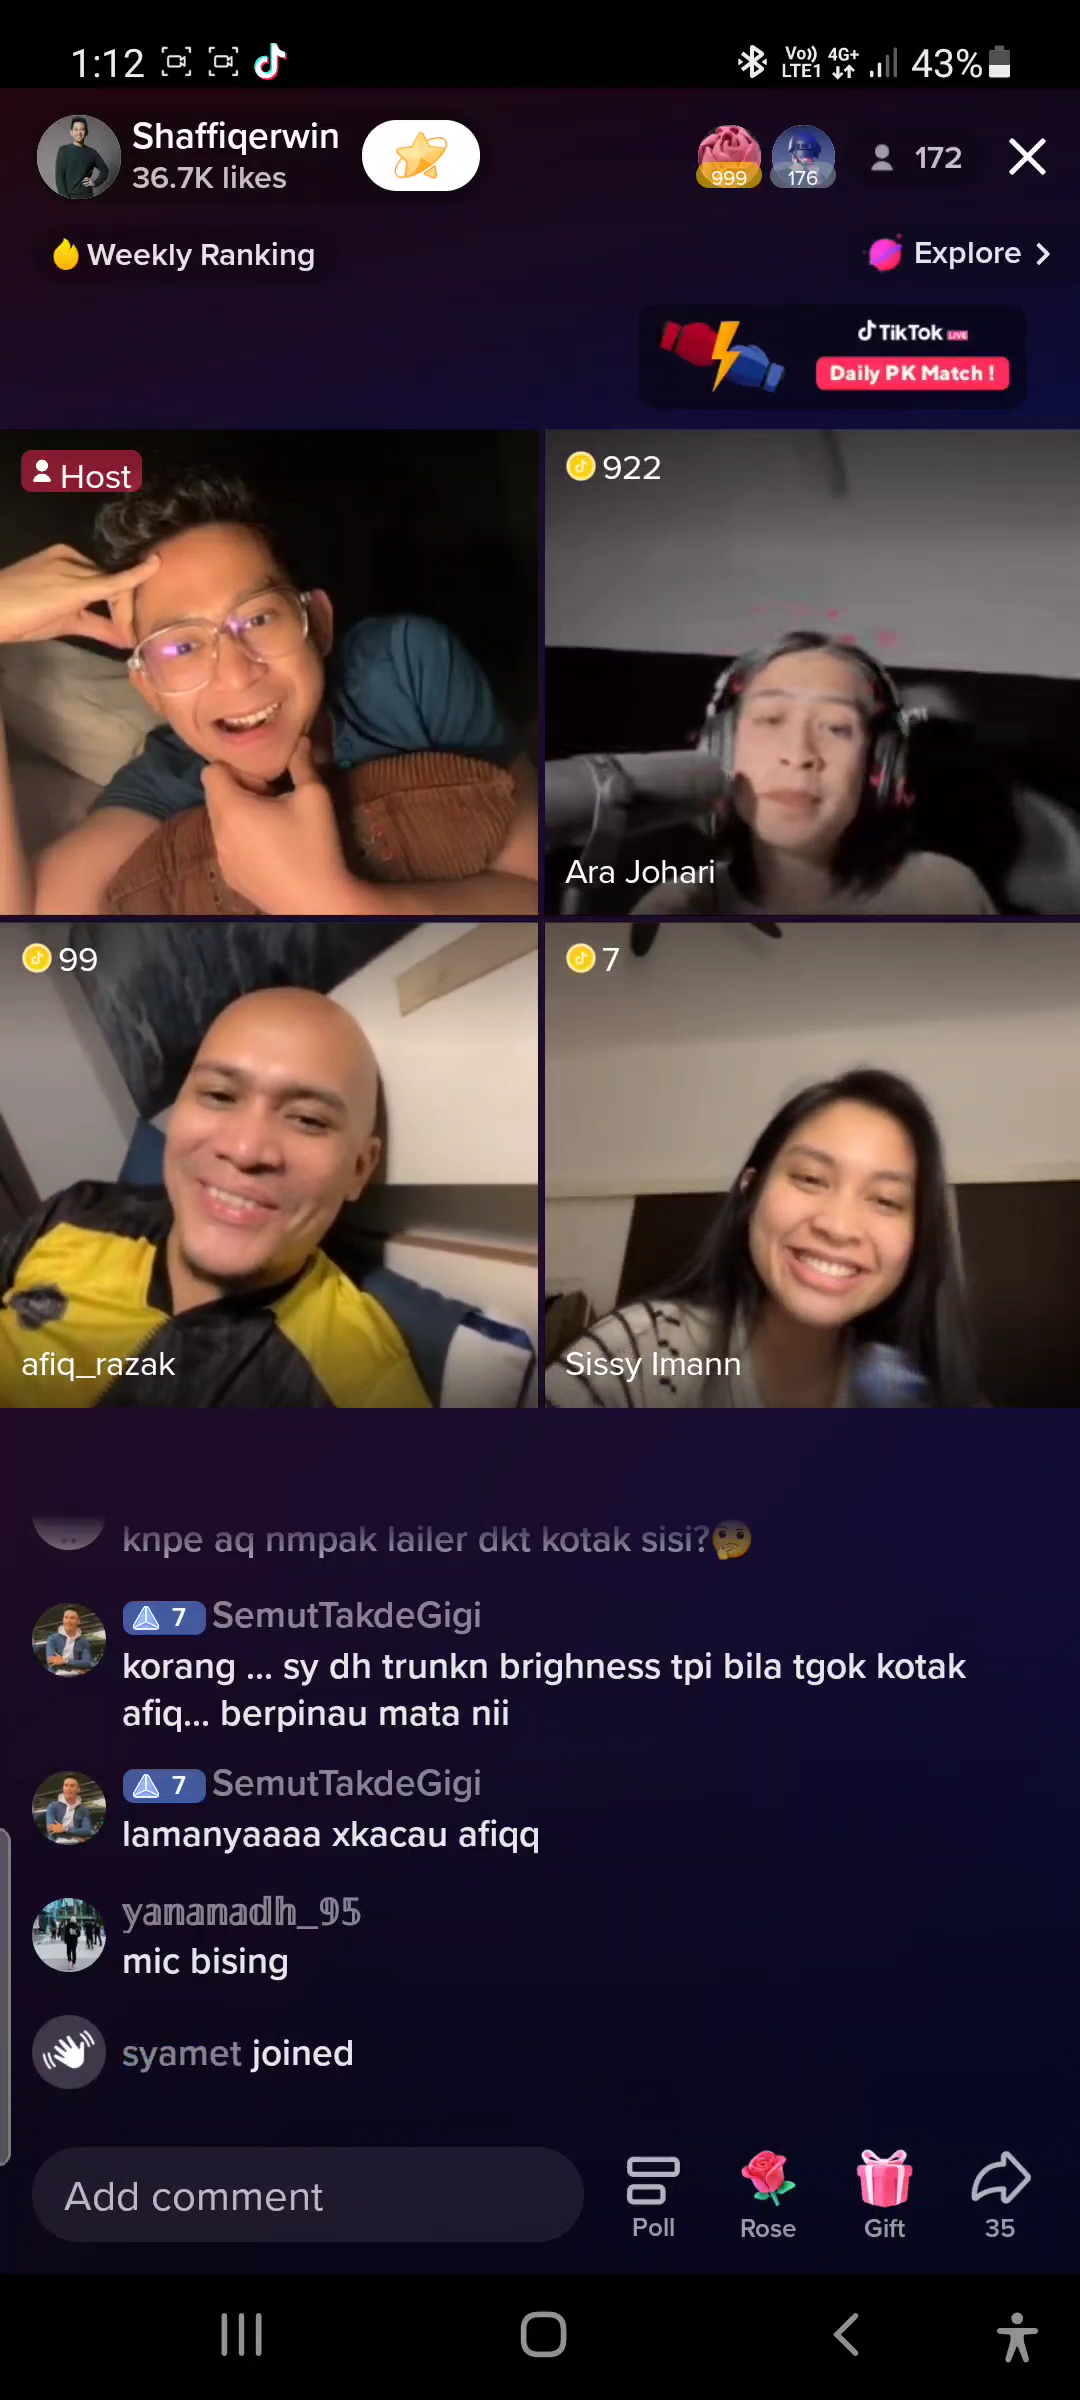 1:12
Vo))
LTE1
4G+
43%
Shaffiqerwin
36.7K likes
999
176
172
Weekly Ranking
Explore
TikTok LIVE
Daily PK Match !
Host
922
Ara Johari
99
7
afiq_razak
Sissy Imann
knpe aq nmpak lailer dkt kotak sisi?🤔
7 SemutTakdeGigi
korang ... sy dh trunkn brighness tpi bila tgok kotak
afiq... berpinau mata nii
7 SemutTakdeGigi
lamanyaaaa xkacau afiqq
𝕪𝕒𝕟𝕒𝕟𝕒𝕕𝕙_𝟡𝟝
mic bising
syamet joined
Add comment
Poll
Rose
Gift
35